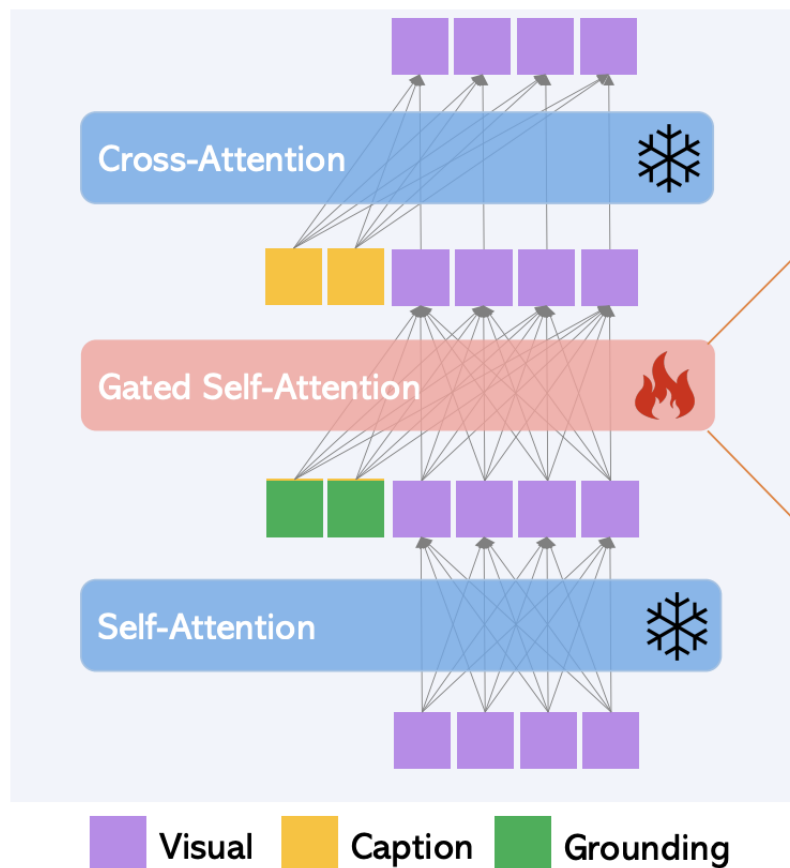 Cross-Attention
Gated Self-Attention
Self-Attention
Visual Caption Grounding